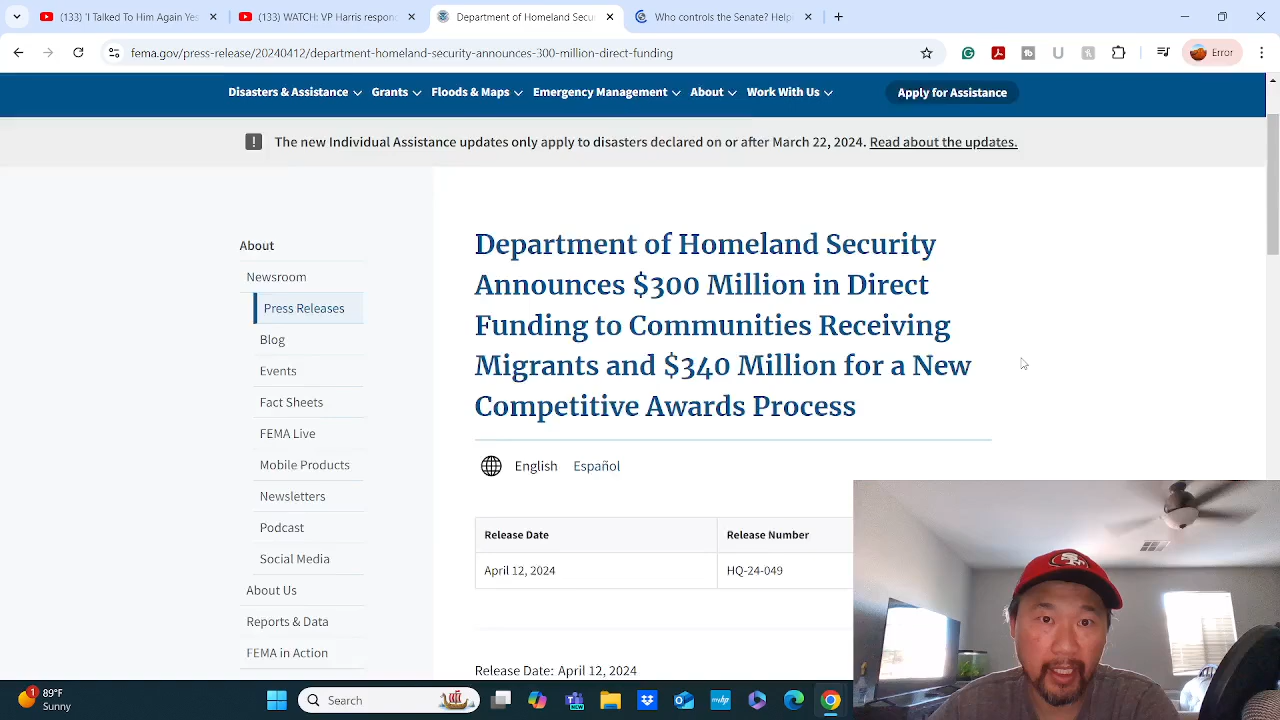 (133) 'I Talked To Him Again Yes
(133) WATCH: VP Harris respon
Department of Homeland Securi
Who controls the Senate? Help
fema.gov/press-release/20240412/department-homeland-security-announces-300-million-direct-funding
Error
Disasters & Assistance
Grants
Floods & Maps
Emergency Management
About
Work With Us
Apply for Assistance
! The new Individual Assistance updates only apply to disasters declared on or after March 22, 2024. Read about the updates.
About
Newsroom
Press Releases
Blog
Events
Fact Sheets
FEMA Live
Mobile Products
Newsletters
Podcast
Social Media
About Us
Reports & Data
FEMA in Action
Department of Homeland Security
Announces $300 Million in Direct
Funding to Communities Receiving
Migrants and $340 Million for a New
Competitive Awards Process
English Español
Release Date
Release Number
April 12, 2024
HQ-24-049
Release Date: April 12, 2024
SF
1
89°F
Sunny
Search
myhp